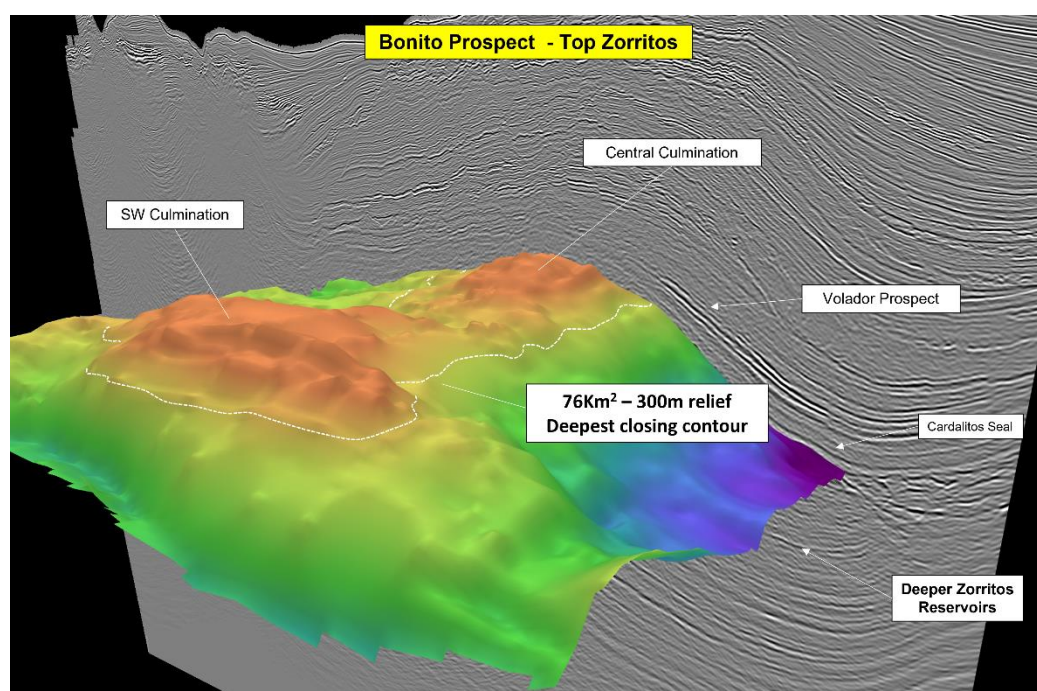 Bonito Prospect - Top Zorritos
Central Culmination
SW Culmination
Volador Prospect
76Km² – 300m relief
Deepest closing contour
Cardalitos Seal
Deeper Zorritos
Reservoirs